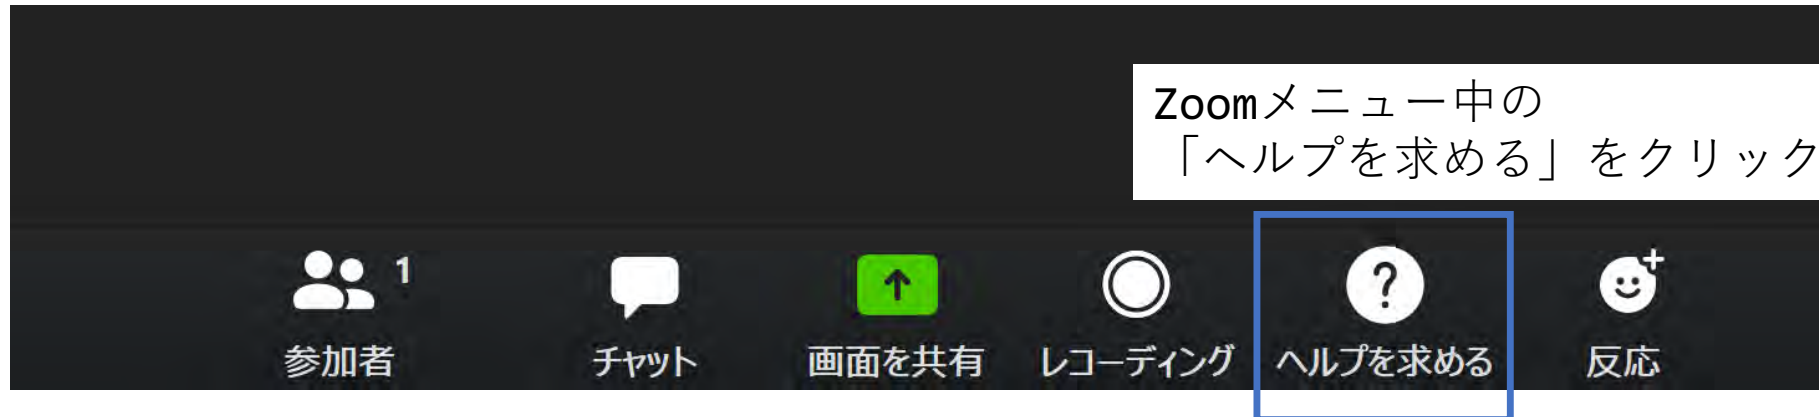 Zoomメニュー中の
「ヘルプを求める」をクリック
1
参加者
チャット
画面を共有
レコーディング
ヘルプを求める
反応